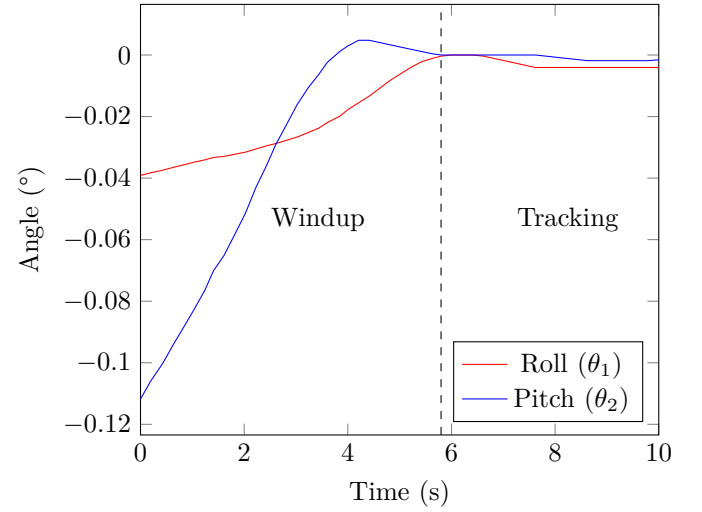 0
−0.02
−0.04
−0.06
−0.08
−0.1
−0.12
Angle (°)
Windup
Tracking
Roll (θ₁)
Pitch (θ₂)
0 2 4 6 8 10
Time (s)